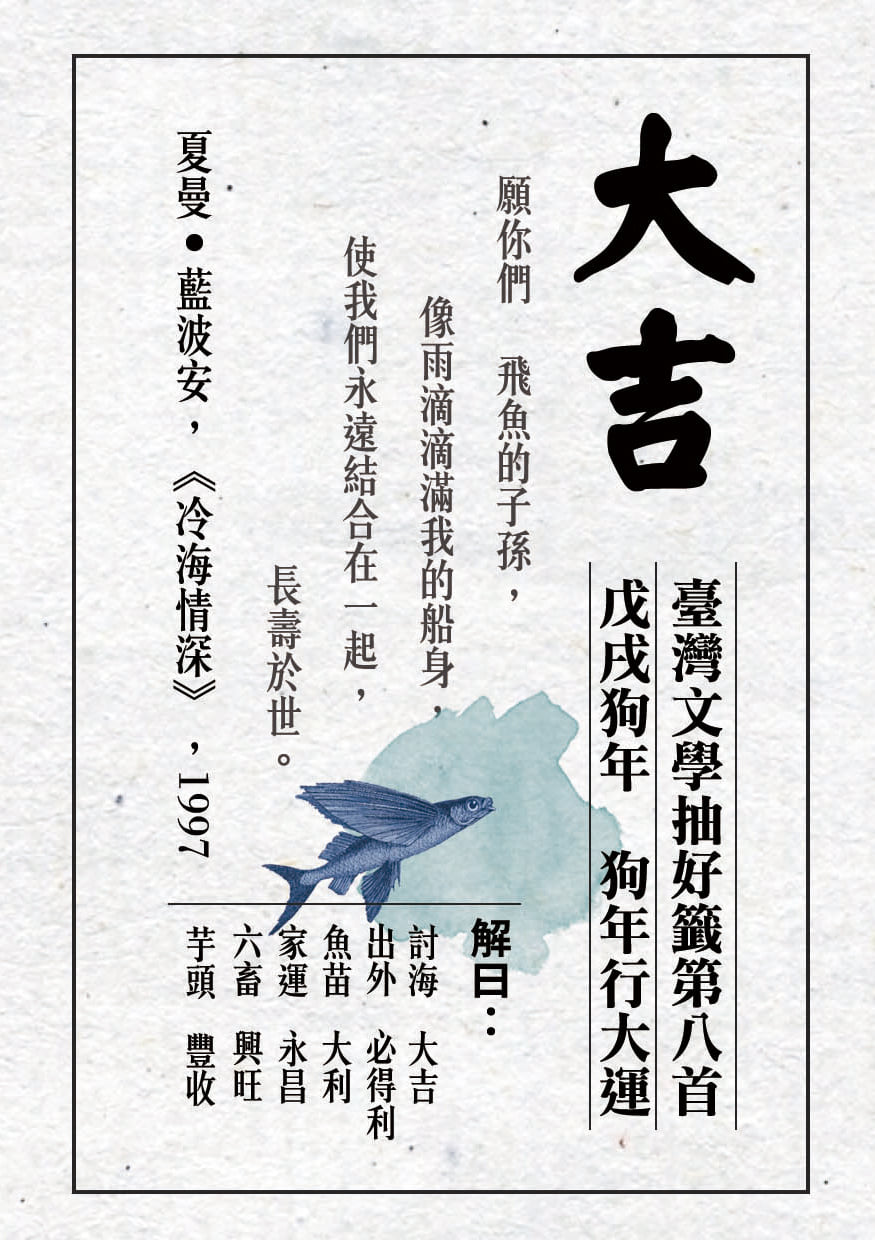 大吉
臺灣文學抽好籤第八首
戊戌狗年　狗年行大運
願你們　飛魚的子孫，
像雨滴滴滿我的船身，
使我們永遠結合在一起，
長壽於世。
夏曼•藍波安，《冷海情深》，1997
解曰：
討海　大吉
出外　必得利
魚苗　大利
家運　永昌
六畜　興旺
芋頭　豐收